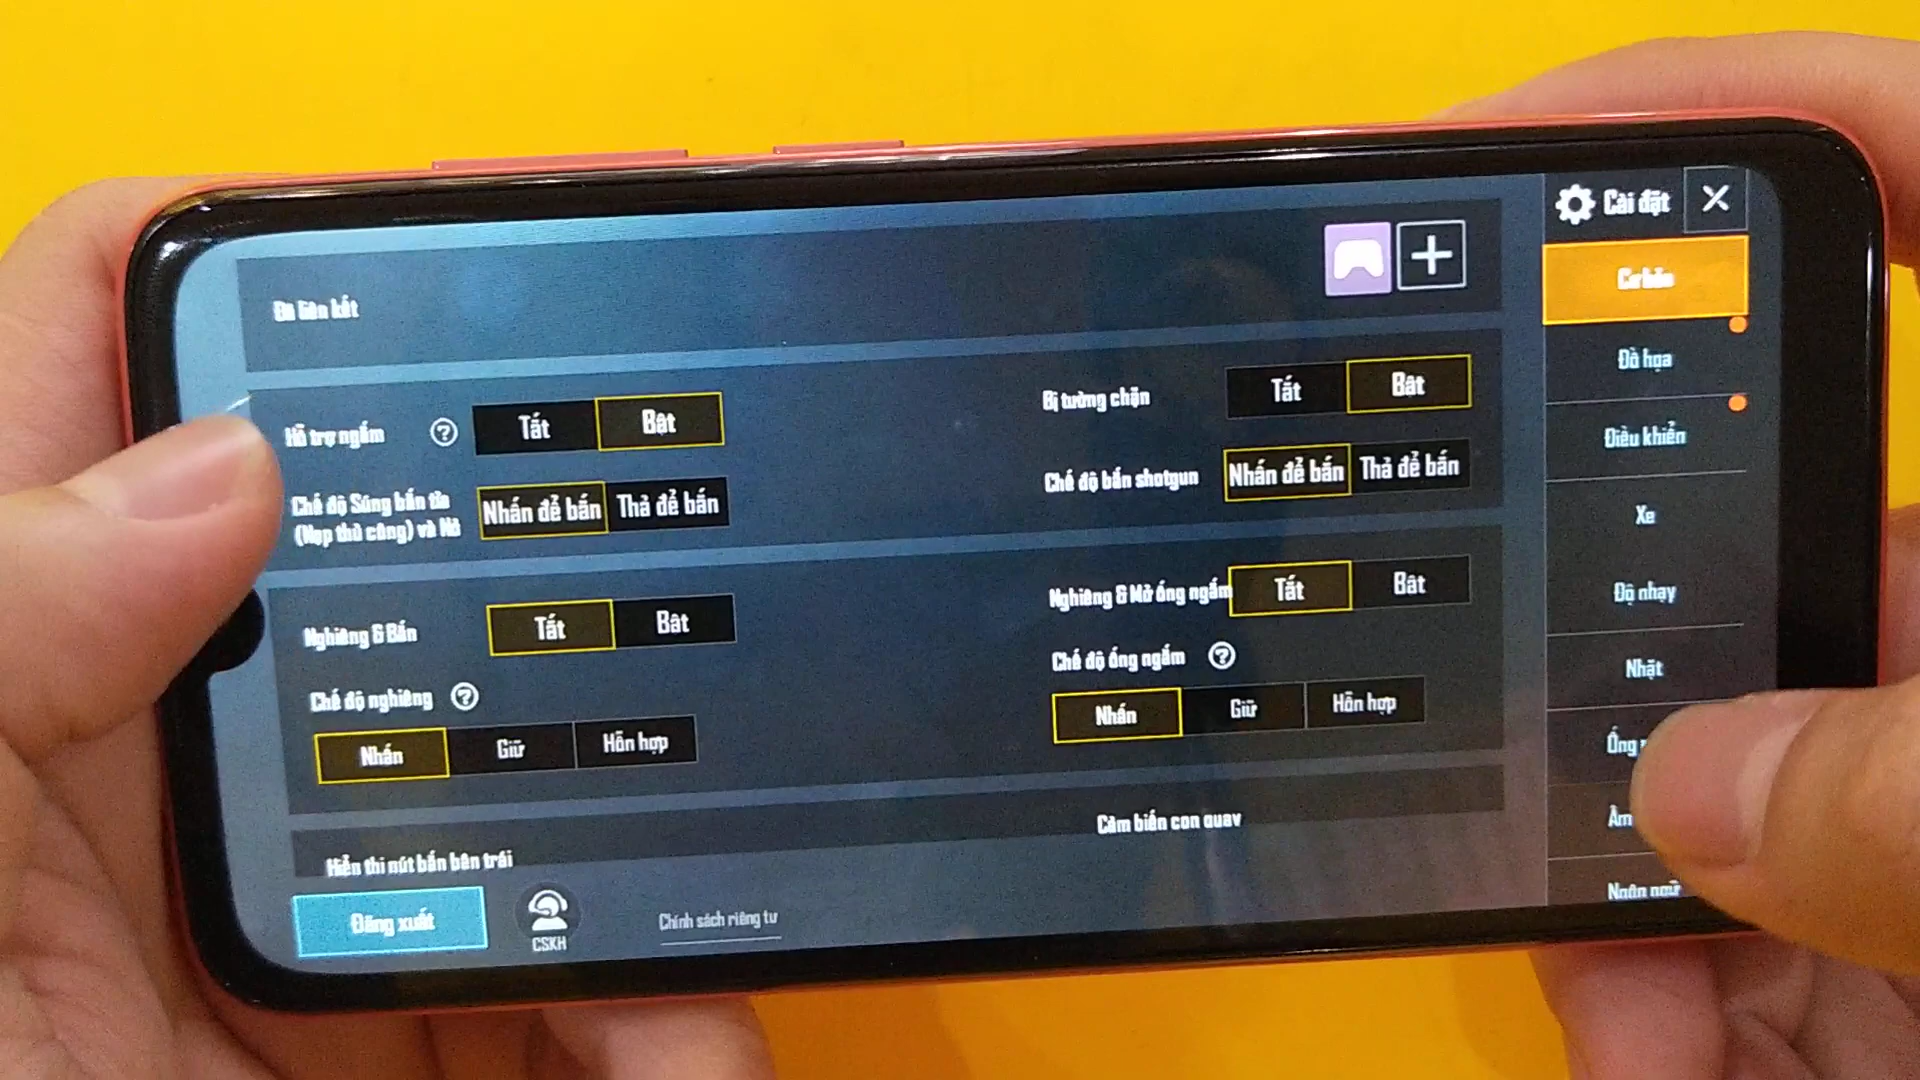 Cài đặt
Đã liên kết
Cơ bản
Hỗ trợ ngắm
Tắt
Bật
Bị tường chặn
Tắt
Bật
Đồ họa
Chế độ Súng bắn tỉa
(Nạp thủ công) và Nỏ
Nhấn để bắn
Thả để bắn
Chế độ bắn shotgun
Nhấn để bắn
Thả để bắn
Điều khiển
Xe
Nghiêng & Bắn
Tắt
Bật
Nghiêng & Mở ống ngắm
Tắt
Bật
Độ nhạy
Chế độ nghiêng
Chế độ ống ngắm
Nhặt
Nhấn
Giữ
Hỗn hợp
Nhấn
Giữ
Hỗn hợp
Ống
Âm
Hiển thị nút bắn bên trái
Cảm biến con quay
Ngôn ngữ
Đăng xuất
CSKH
Chính sách riêng tư